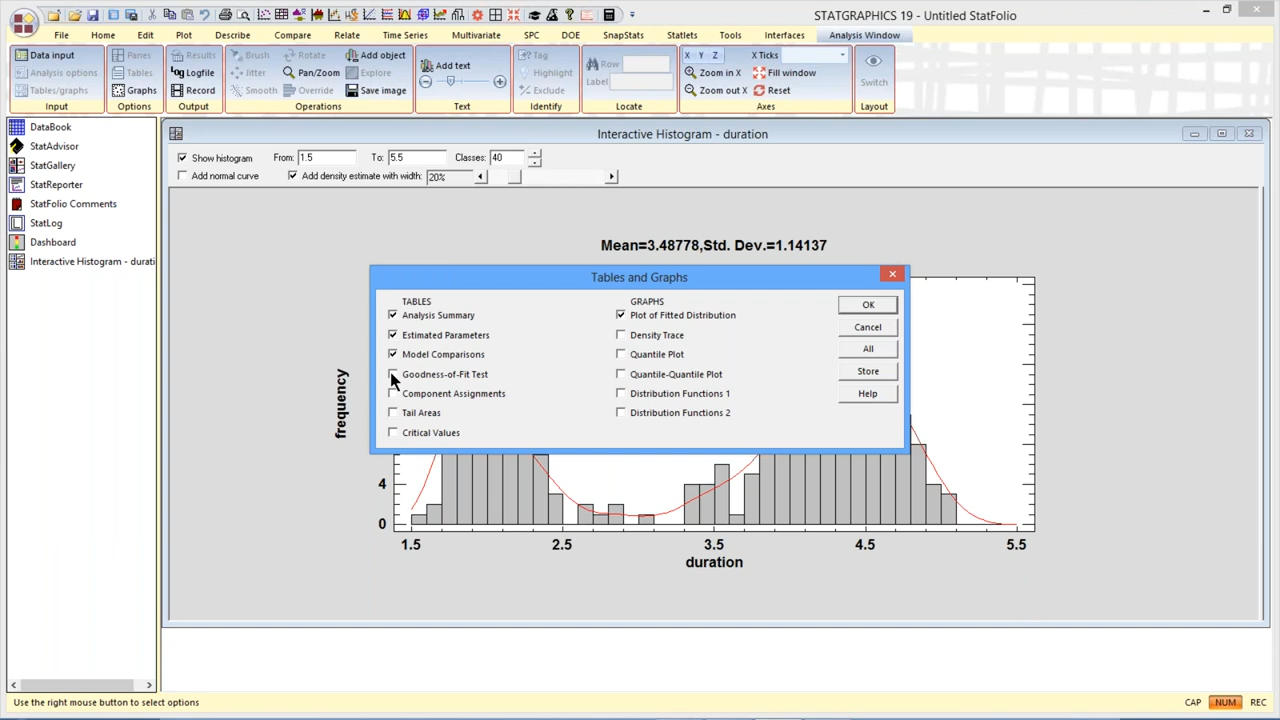 STATGRAPHICS 19 - Untitled StatFolio
File Home Edit Plot Describe Compare Relate Time Series Multivariate SPC DOE SnapStats Statlets Tools Interfaces Analysis Window
Data input Panes Results Brush Rotate Add object Add text Tag Row X Y Z X Ticks
Analysis options Tables Logfile Jitter Pan/Zoom Explore Highlight Label Zoom in X Fill window Switch
Tables/graphs Graphs Record Smooth Override Save image Exclude Zoom out X Reset
Input Options Output Operations Text Identify Locate Axes Layout
DataBook
StatAdvisor
StatGallery
StatReporter
StatFolio Comments
StatLog
Dashboard
Interactive Histogram - durati
Interactive Histogram - duration
Show histogram From: 1.5 To: 5.5 Classes: 40
Add normal curve Add density estimate with width: 20%
Mean=3.48778,Std. Dev.=1.14137
Tables and Graphs
TABLES GRAPHS
Analysis Summary Plot of Fitted Distribution OK
Estimated Parameters Density Trace Cancel
Model Comparisons Quantile Plot All
Goodness-of-Fit Test Quantile-Quantile Plot Store
Component Assignments Distribution Functions 1 Help
Tail Areas Distribution Functions 2
Critical Values
frequency
4
0
1.5 2.5 3.5 4.5 5.5
duration
Use the right mouse button to select options CAP NUM REC